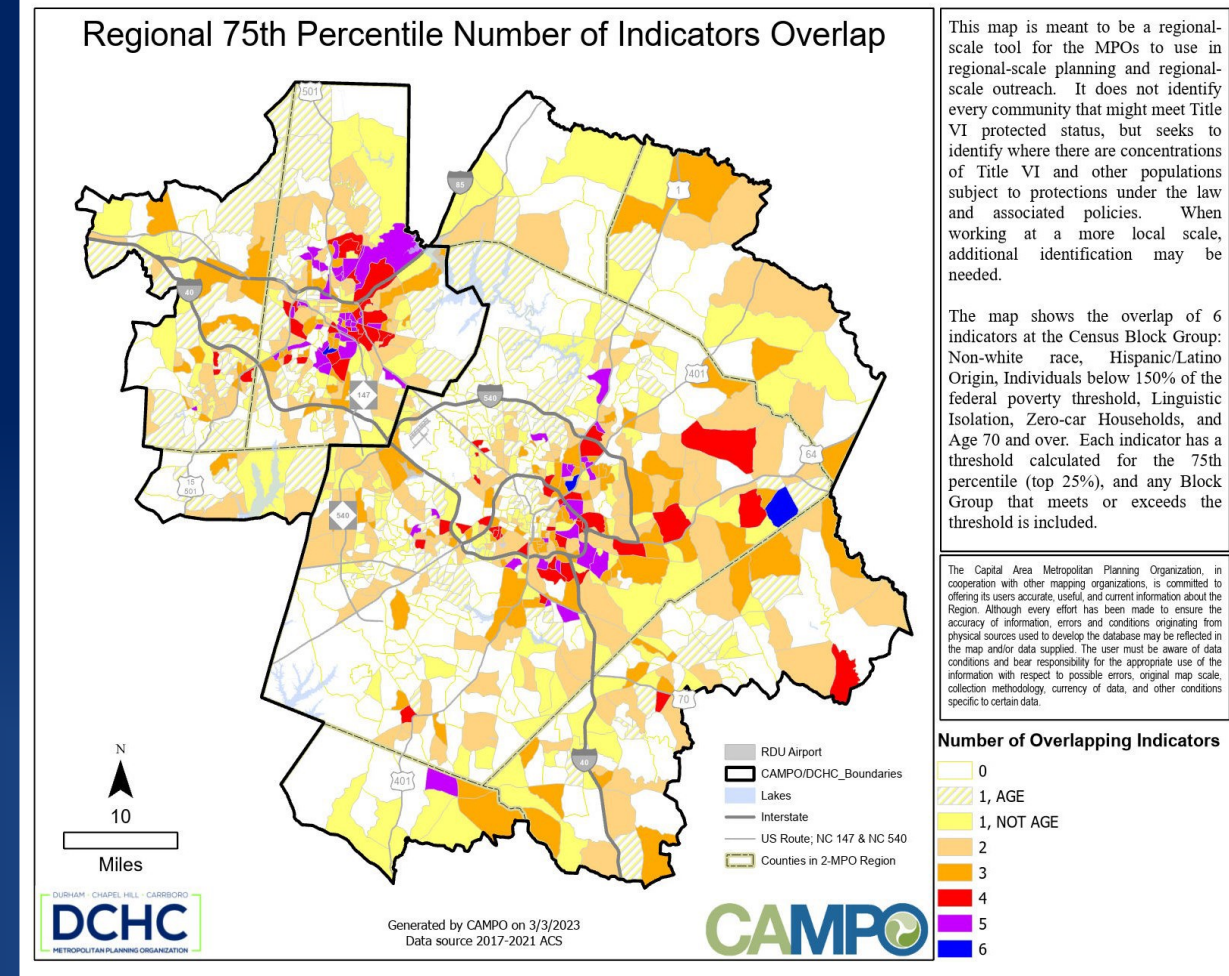 Regional 75th Percentile Number of Indicators Overlap
501
85
1
40
401
147
540
64
15
501
540
70
40
401
N
10
Miles
RDU Airport
CAMPO/DCHC_Boundaries
Lakes
Interstate
US Route; NC 147 & NC 540
Counties in 2-MPO Region
DURHAM · CHAPEL HILL · CARRBORO
DCHC
METROPOLITAN PLANNING ORGANIZATION
Generated by CAMPO on 3/3/2023
Data source 2017-2021 ACS
CAMPO
This map is meant to be a regional-
scale tool for the MPOs to use in
regional-scale planning and regional-
scale outreach. It does not identify
every community that might meet Title
VI protected status, but seeks to
identify where there are concentrations
of Title VI and other populations
subject to protections under the law
and associated policies. When
working at a more local scale,
additional identification may be
needed.
The map shows the overlap of 6
indicators at the Census Block Group:
Non-white race, Hispanic/Latino
Origin, Individuals below 150% of the
federal poverty threshold, Linguistic
Isolation, Zero-car Households, and
Age 70 and over. Each indicator has a
threshold calculated for the 75th
percentile (top 25%), and any Block
Group that meets or exceeds the
threshold is included.
The Capital Area Metropolitan Planning Organization, in
cooperation with other mapping organizations, is committed to
offering its users accurate, useful, and current information about the
Region. Although every effort has been made to ensure the
accuracy of information, errors and conditions originating from
physical sources used to develop the database may be reflected in
the map and/or data supplied. The user must be aware of data
conditions and bear responsibility for the appropriate use of the
information with respect to possible errors, original map scale,
collection methodology, currency of data, and other conditions
specific to certain data.
Number of Overlapping Indicators
0
1, AGE
1, NOT AGE
2
3
4
5
6